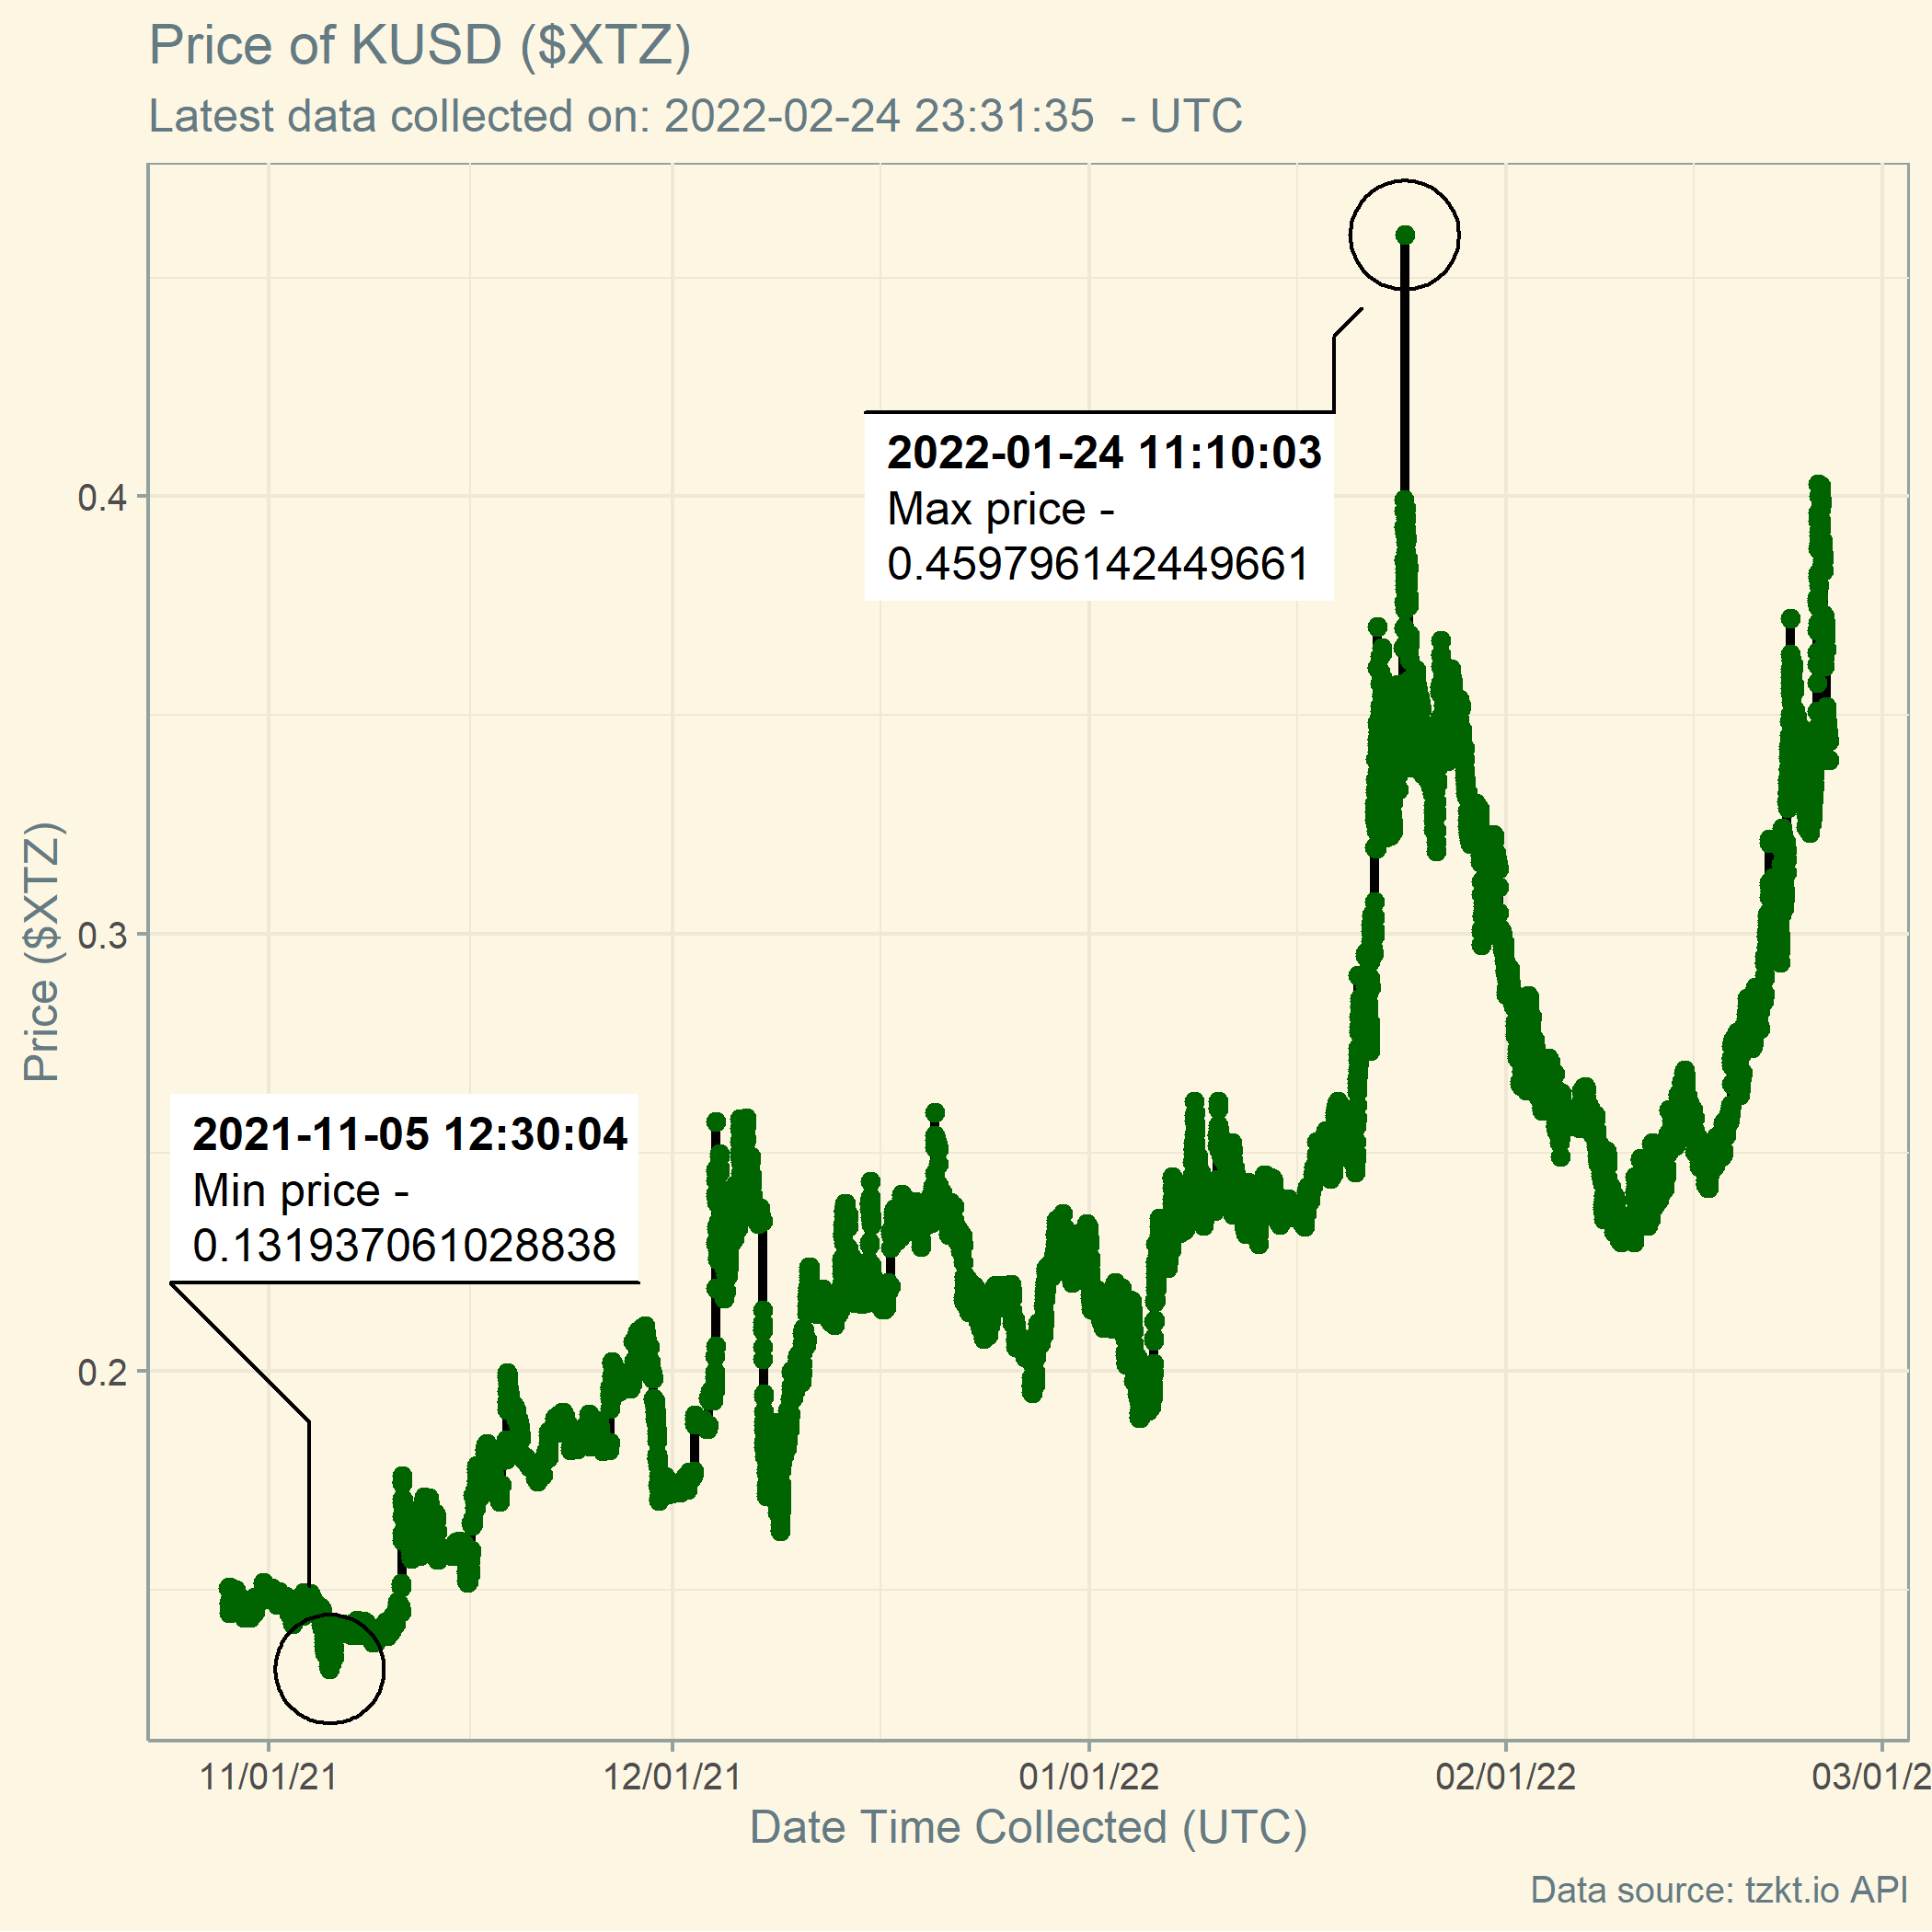 Price of KUSD ($XTZ)
Latest data collected on: 2022-02-24 23:31:35  - UTC
2022-01-24 11:10:03
Max price -
0.459796142449661
0.4
0.3
0.2
Price ($XTZ)
2021-11-05 12:30:04
Min price -
0.131937061028838
11/01/21
12/01/21
01/01/22
02/01/22
03/01/2
Date Time Collected (UTC)
Data source: tzkt.io API